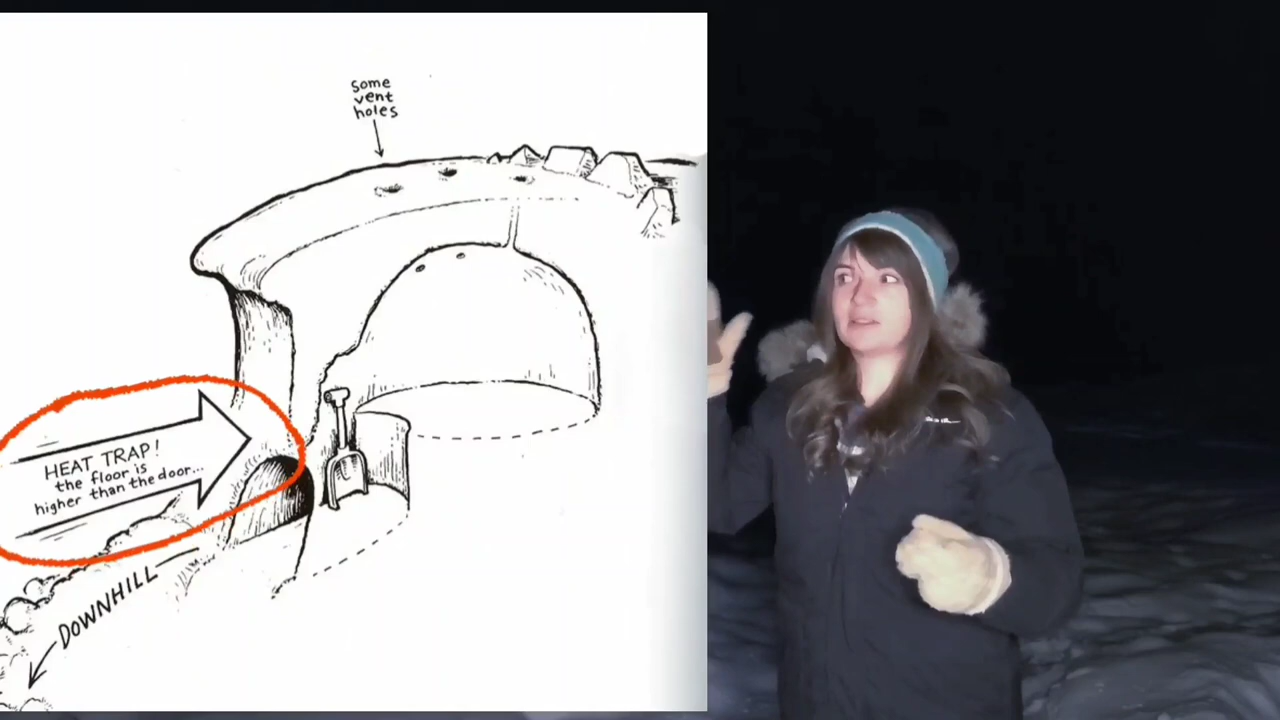 some
vent
holes
HEAT TRAP!
the floor is
higher than the door...
DOWNHILL